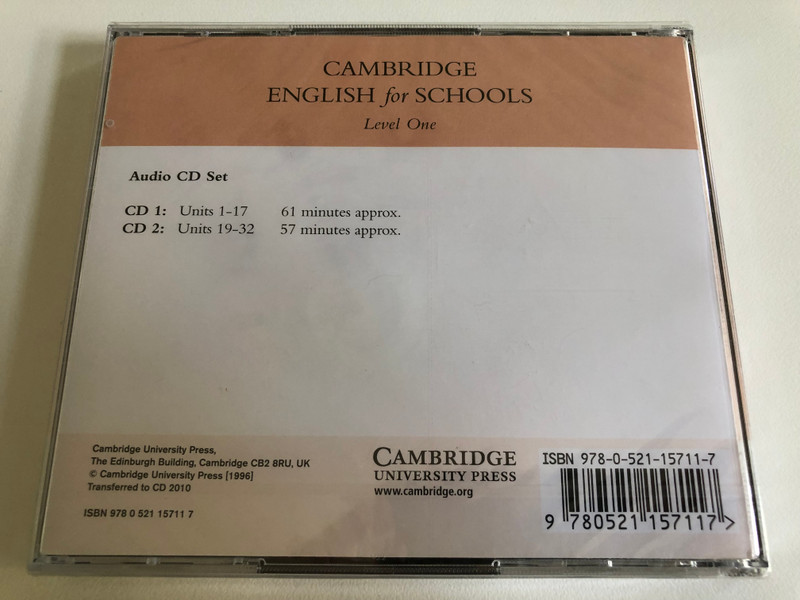 CAMBRIDGE
ENGLISH for SCHOOLS
Level One
Audio CD Set
CD 1: Units 1-17 61 minutes approx.
CD 2: Units 19-32 57 minutes approx.
Cambridge University Press,
The Edinburgh Building, Cambridge CB2 8RU, UK
© Cambridge University Press [1996]
Transferred to CD 2010
ISBN 978 0 521 15711 7
CAMBRIDGE
UNIVERSITY PRESS
www.cambridge.org
ISBN 978-0-521-15711-7
9 780521 157117 >